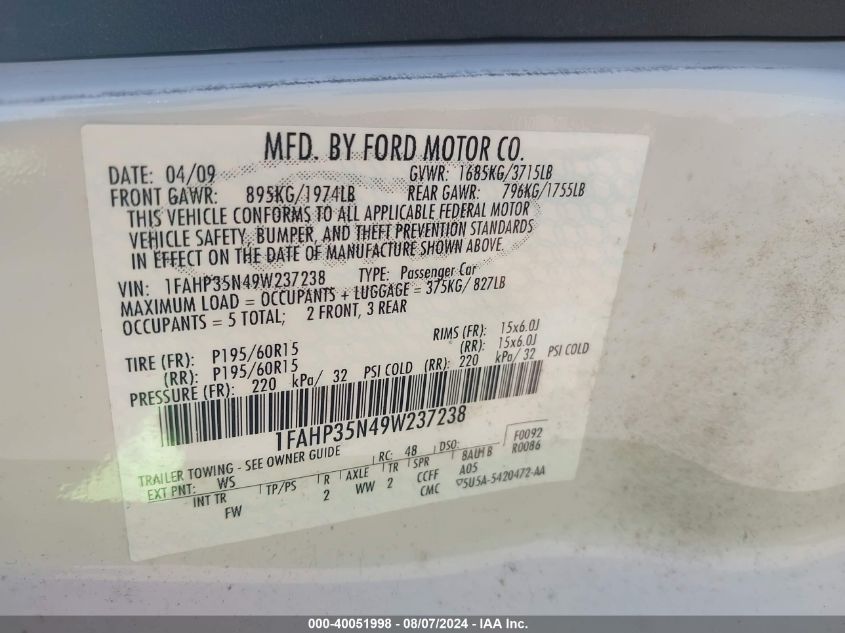 MFD. BY FORD MOTOR CO.
DATE: 04/09 GVWR: 1685KG/3715LB
FRONT GAWR: 895KG/1974LB REAR GAWR: 796KG/1755LB
THIS VEHICLE CONFORMS TO ALL APPLICABLE FEDERAL MOTOR
VEHICLE SAFETY, BUMPER, AND THEFT PREVENTION STANDARDS
IN EFFECT ON THE DATE OF MANUFACTURE SHOWN ABOVE.
VIN: 1FAHP35N49W237238 TYPE: Passenger Car
MAXIMUM LOAD = OCCUPANTS + LUGGAGE = 375KG/ 827LB
OCCUPANTS = 5 TOTAL; 2 FRONT, 3 REAR
TIRE (FR): P195/60R15 RIMS (FR): 15x6.0J
(RR): P195/60R15 (RR): 15x6.0J
PRESSURE (FR): 220 kPa/ 32 PSI COLD (RR): 220 kPa/ 32 PSI COLD
1FAHP35N49W237238
TRAILER TOWING - SEE OWNER GUIDE RC: 48 DSO: F0092
EXT PNT: WS R AXLE TR SPR 8AUH B R0086
INT TR TP/PS 2 WW 2 CCFF A05
FW CMC 5U5A-5420472-AA
000-40051998 - 08/07/2024 - IAA Inc.